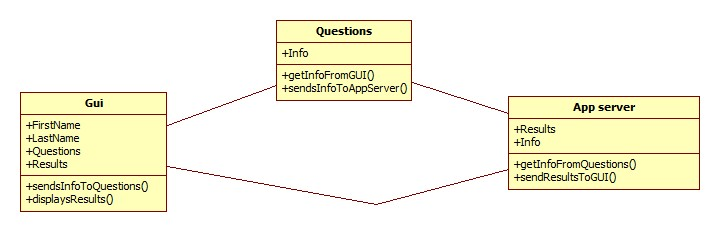 Questions
+Info
+getInfoFromGUI()
+sendsInfoToAppServer()
Gui
+FirstName
+LastName
+Questions
+Results
+sendsInfoToQuestions()
+displaysResults()
App server
+Results
+Info
+getInfoFromQuestions()
+sendResultsToGUI()